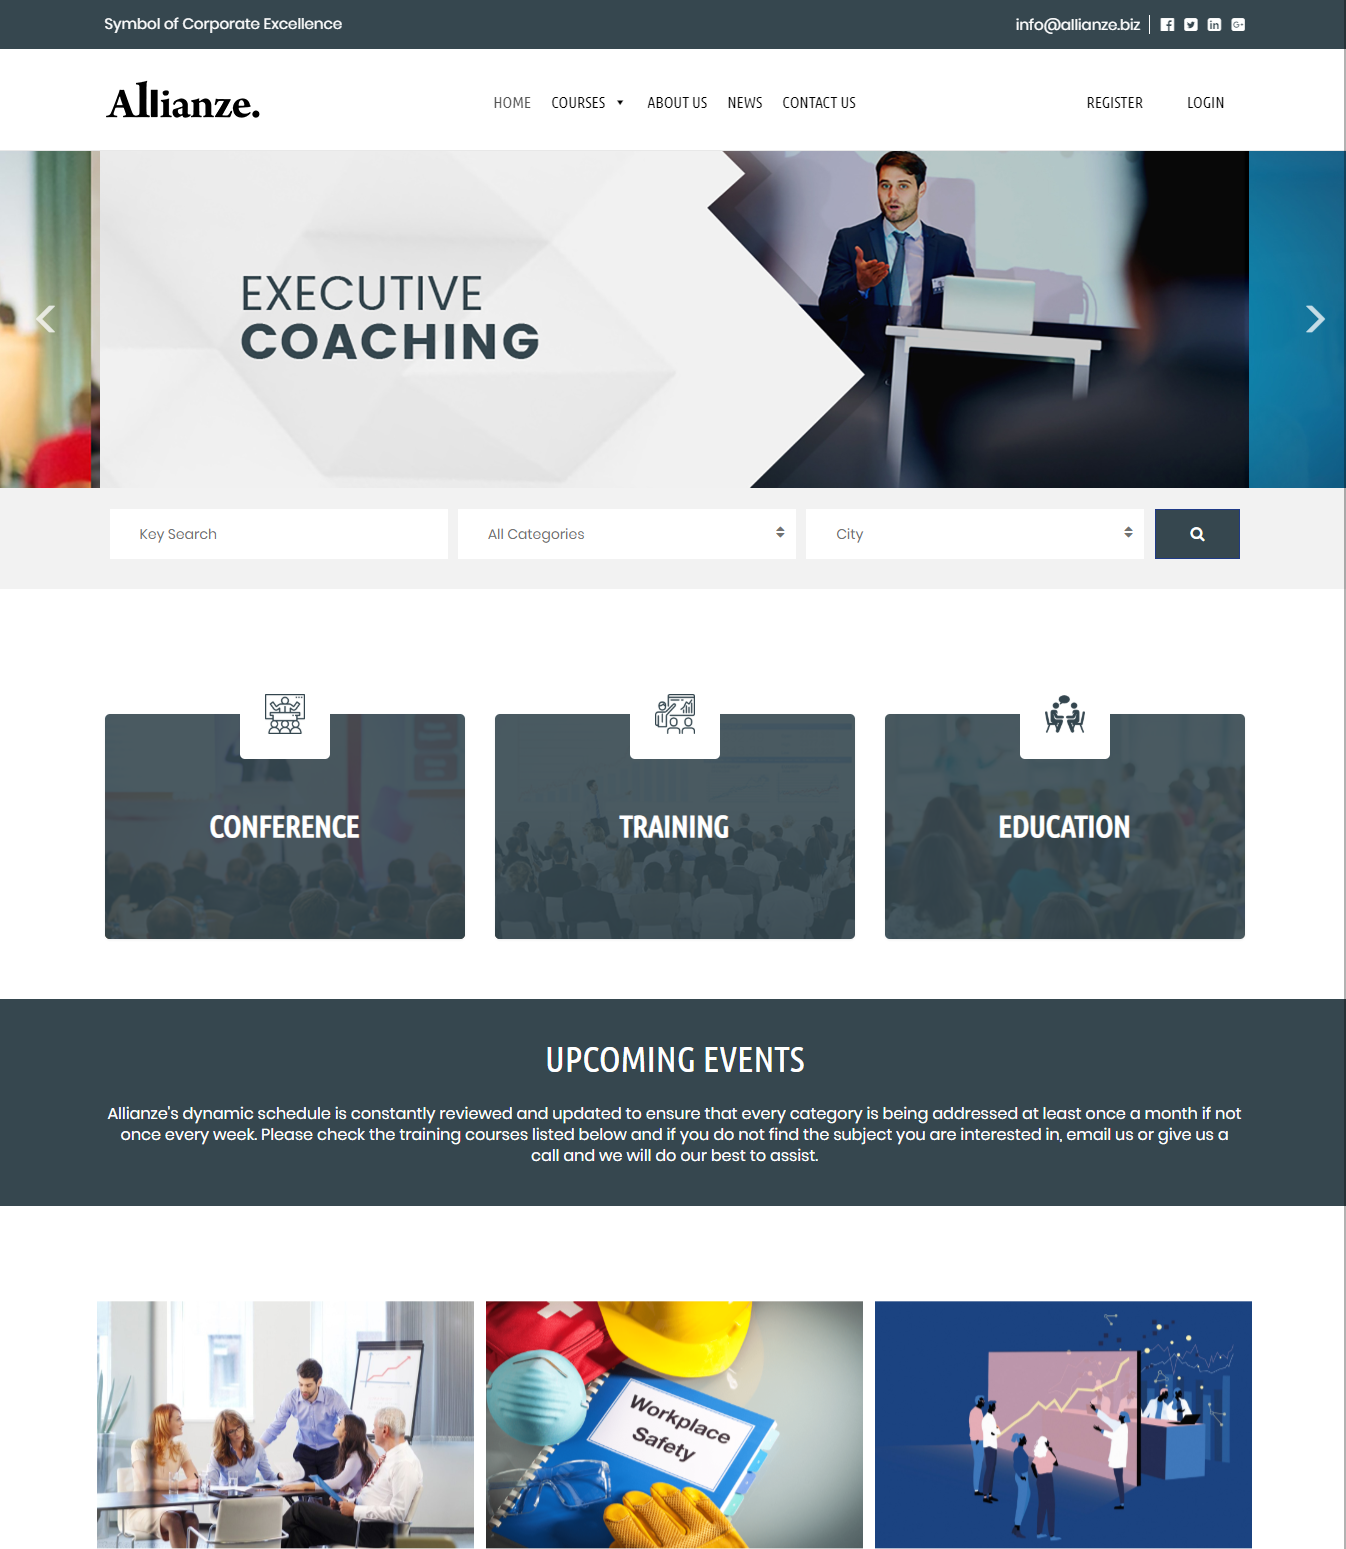 Symbol of Corporate Excellence
info@allianze.biz
Allianze.
HOME COURSES ABOUT US NEWS CONTACT US
REGISTER LOGIN
EXECUTIVE
COACHING
Key Search
All Categories
City
CONFERENCE
TRAINING
EDUCATION
UPCOMING EVENTS
Allianze's dynamic schedule is constantly reviewed and updated to ensure that every category is being addressed at least once a month if not
once every week. Please check the training courses listed below and if you do not find the subject you are interested in, email us or give us a
call and we will do our best to assist.
Workplace
Safety